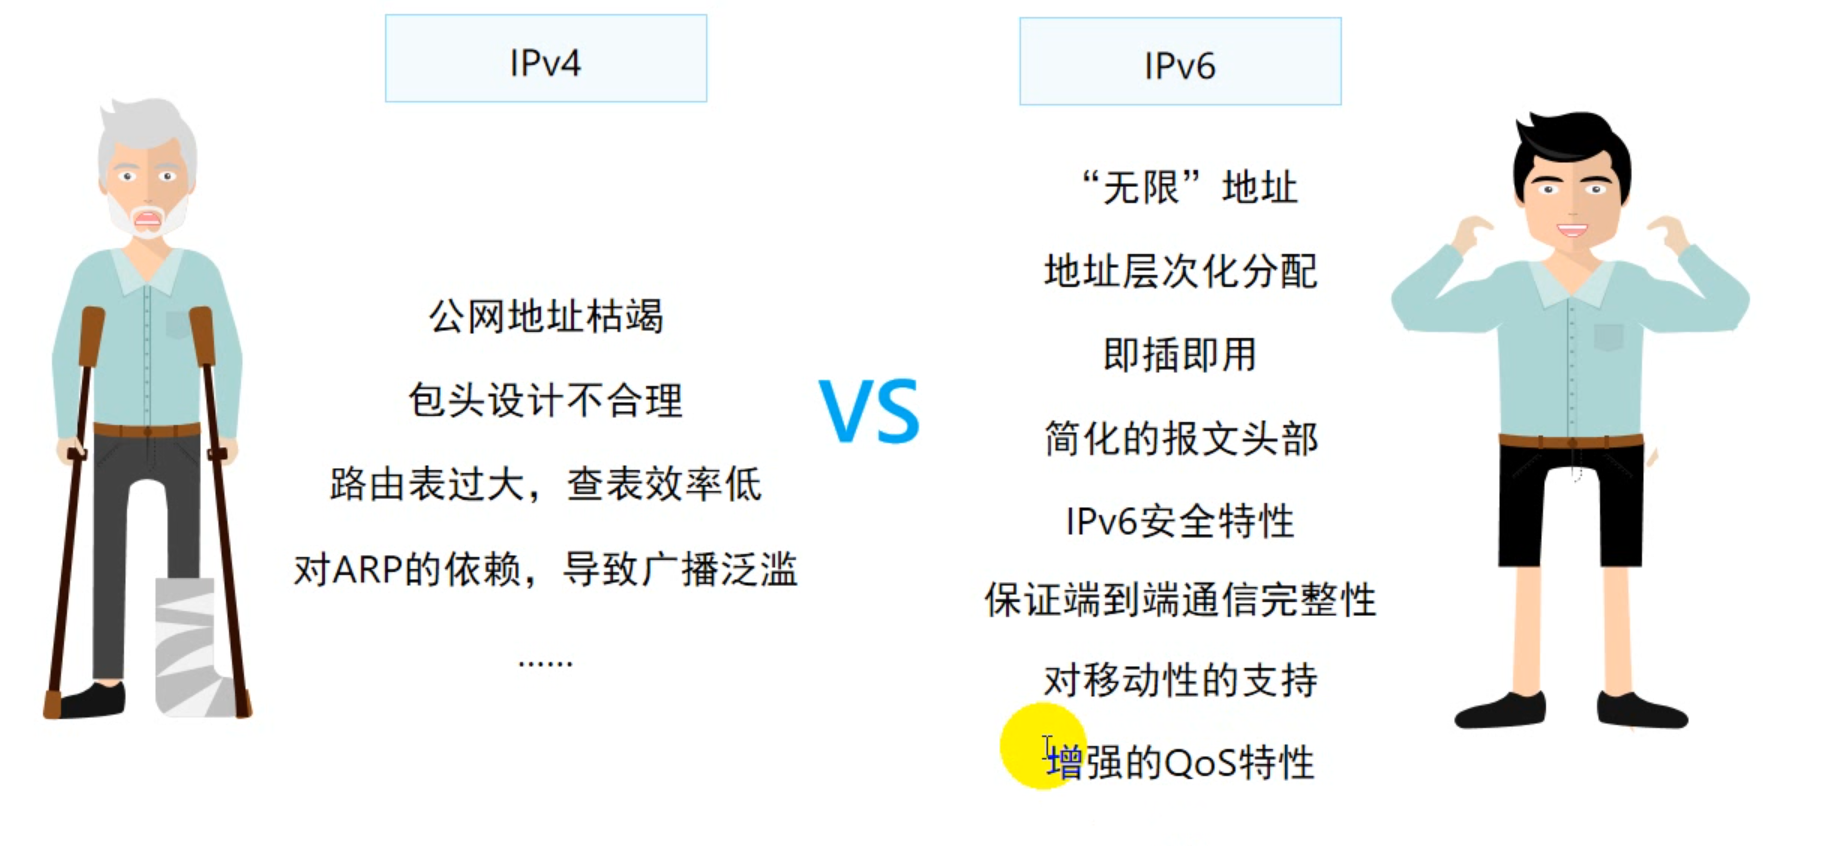 IPv4
公网地址枯竭
包头设计不合理
路由表过大，查表效率低
对ARP的依赖，导致广播泛滥
......
VS
IPv6
“无限”地址
地址层次化分配
即插即用
简化的报文头部
IPv6安全特性
保证端到端通信完整性
对移动性的支持
增强的QoS特性